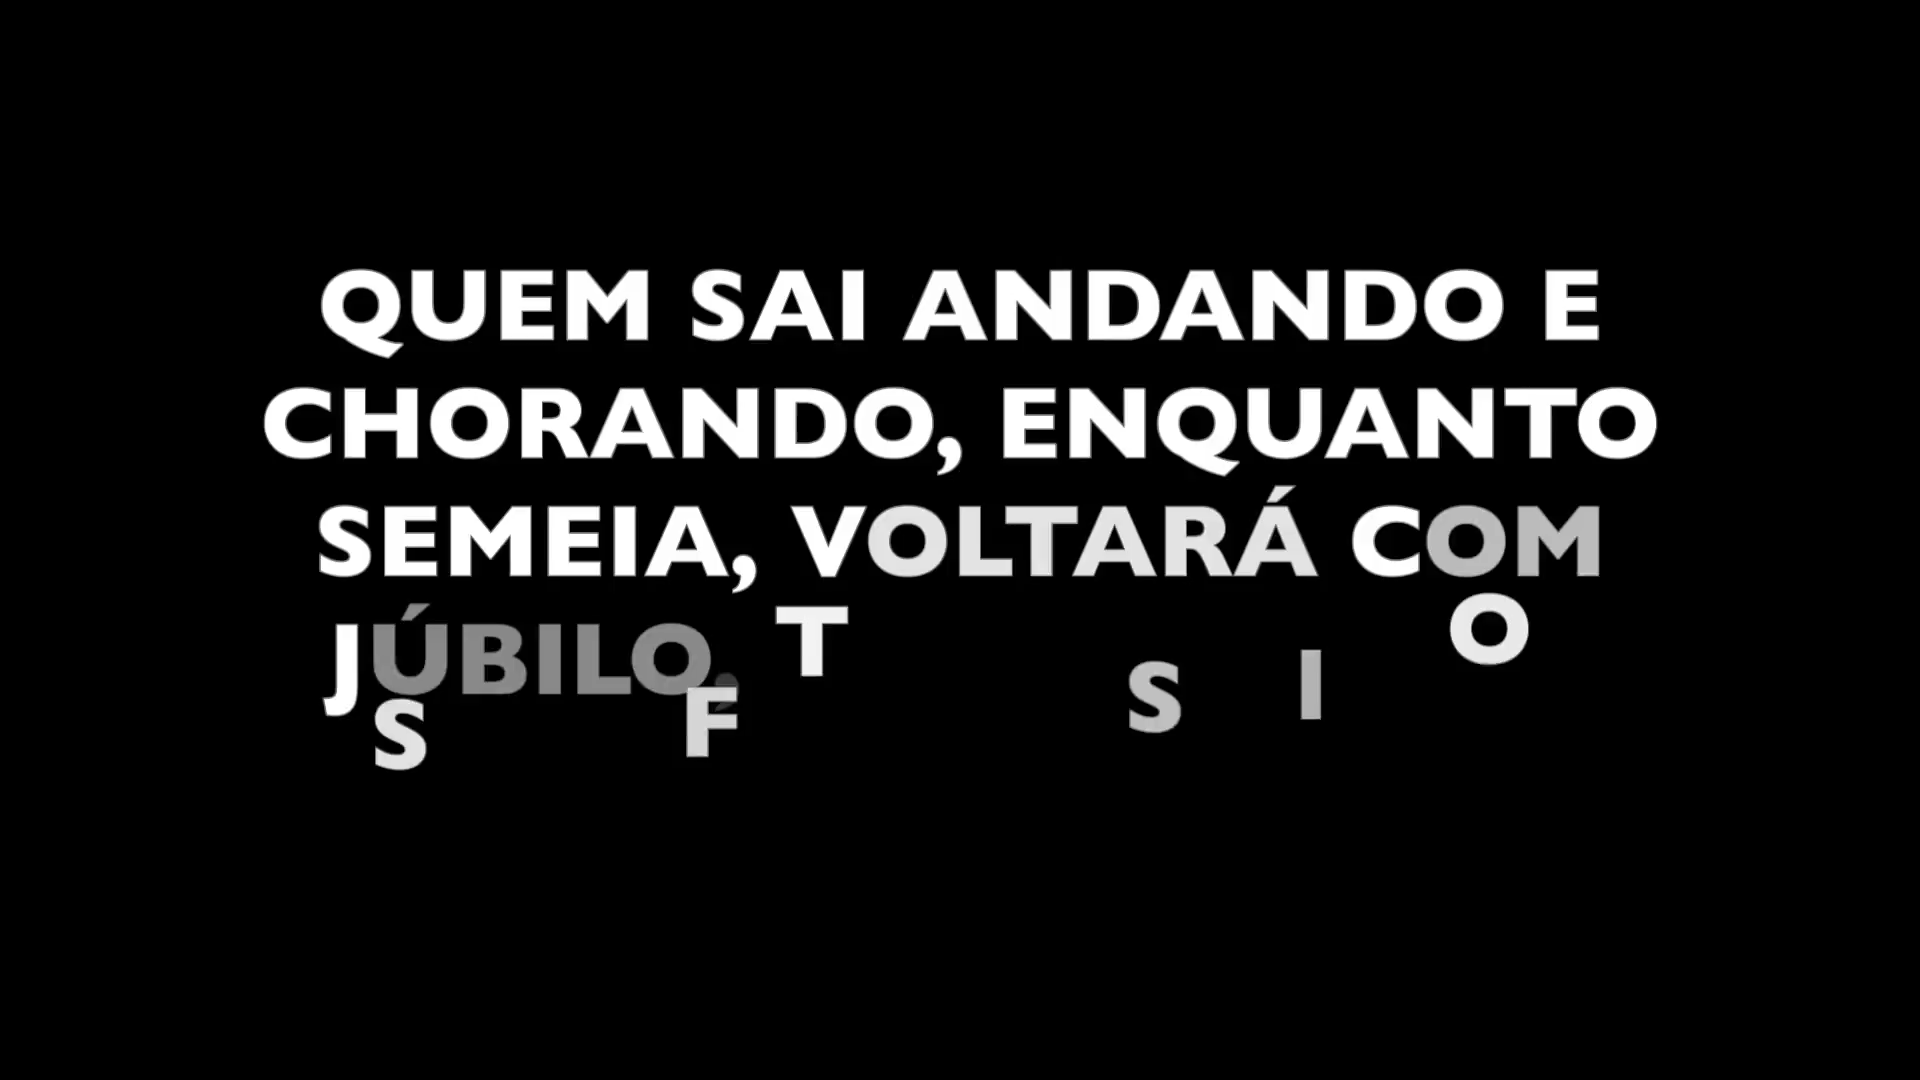 QUEM SAI ANDANDO E
CHORANDO, ENQUANTO
SEMEIA, VOLTARÁ COM
JÚBILO,
T
O
S
I
S
F